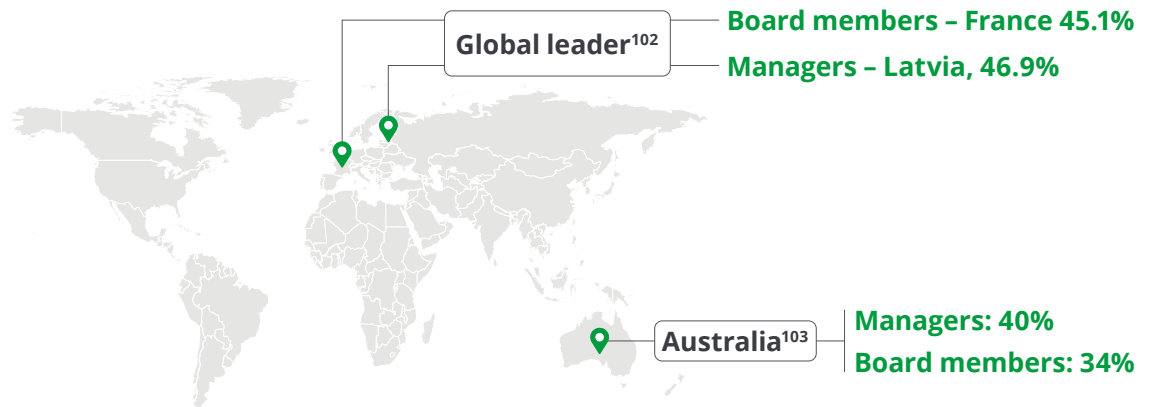 Global leader¹⁰²
Board members – France 45.1%
Managers – Latvia, 46.9%
Australia¹⁰³
Managers: 40%
Board members: 34%